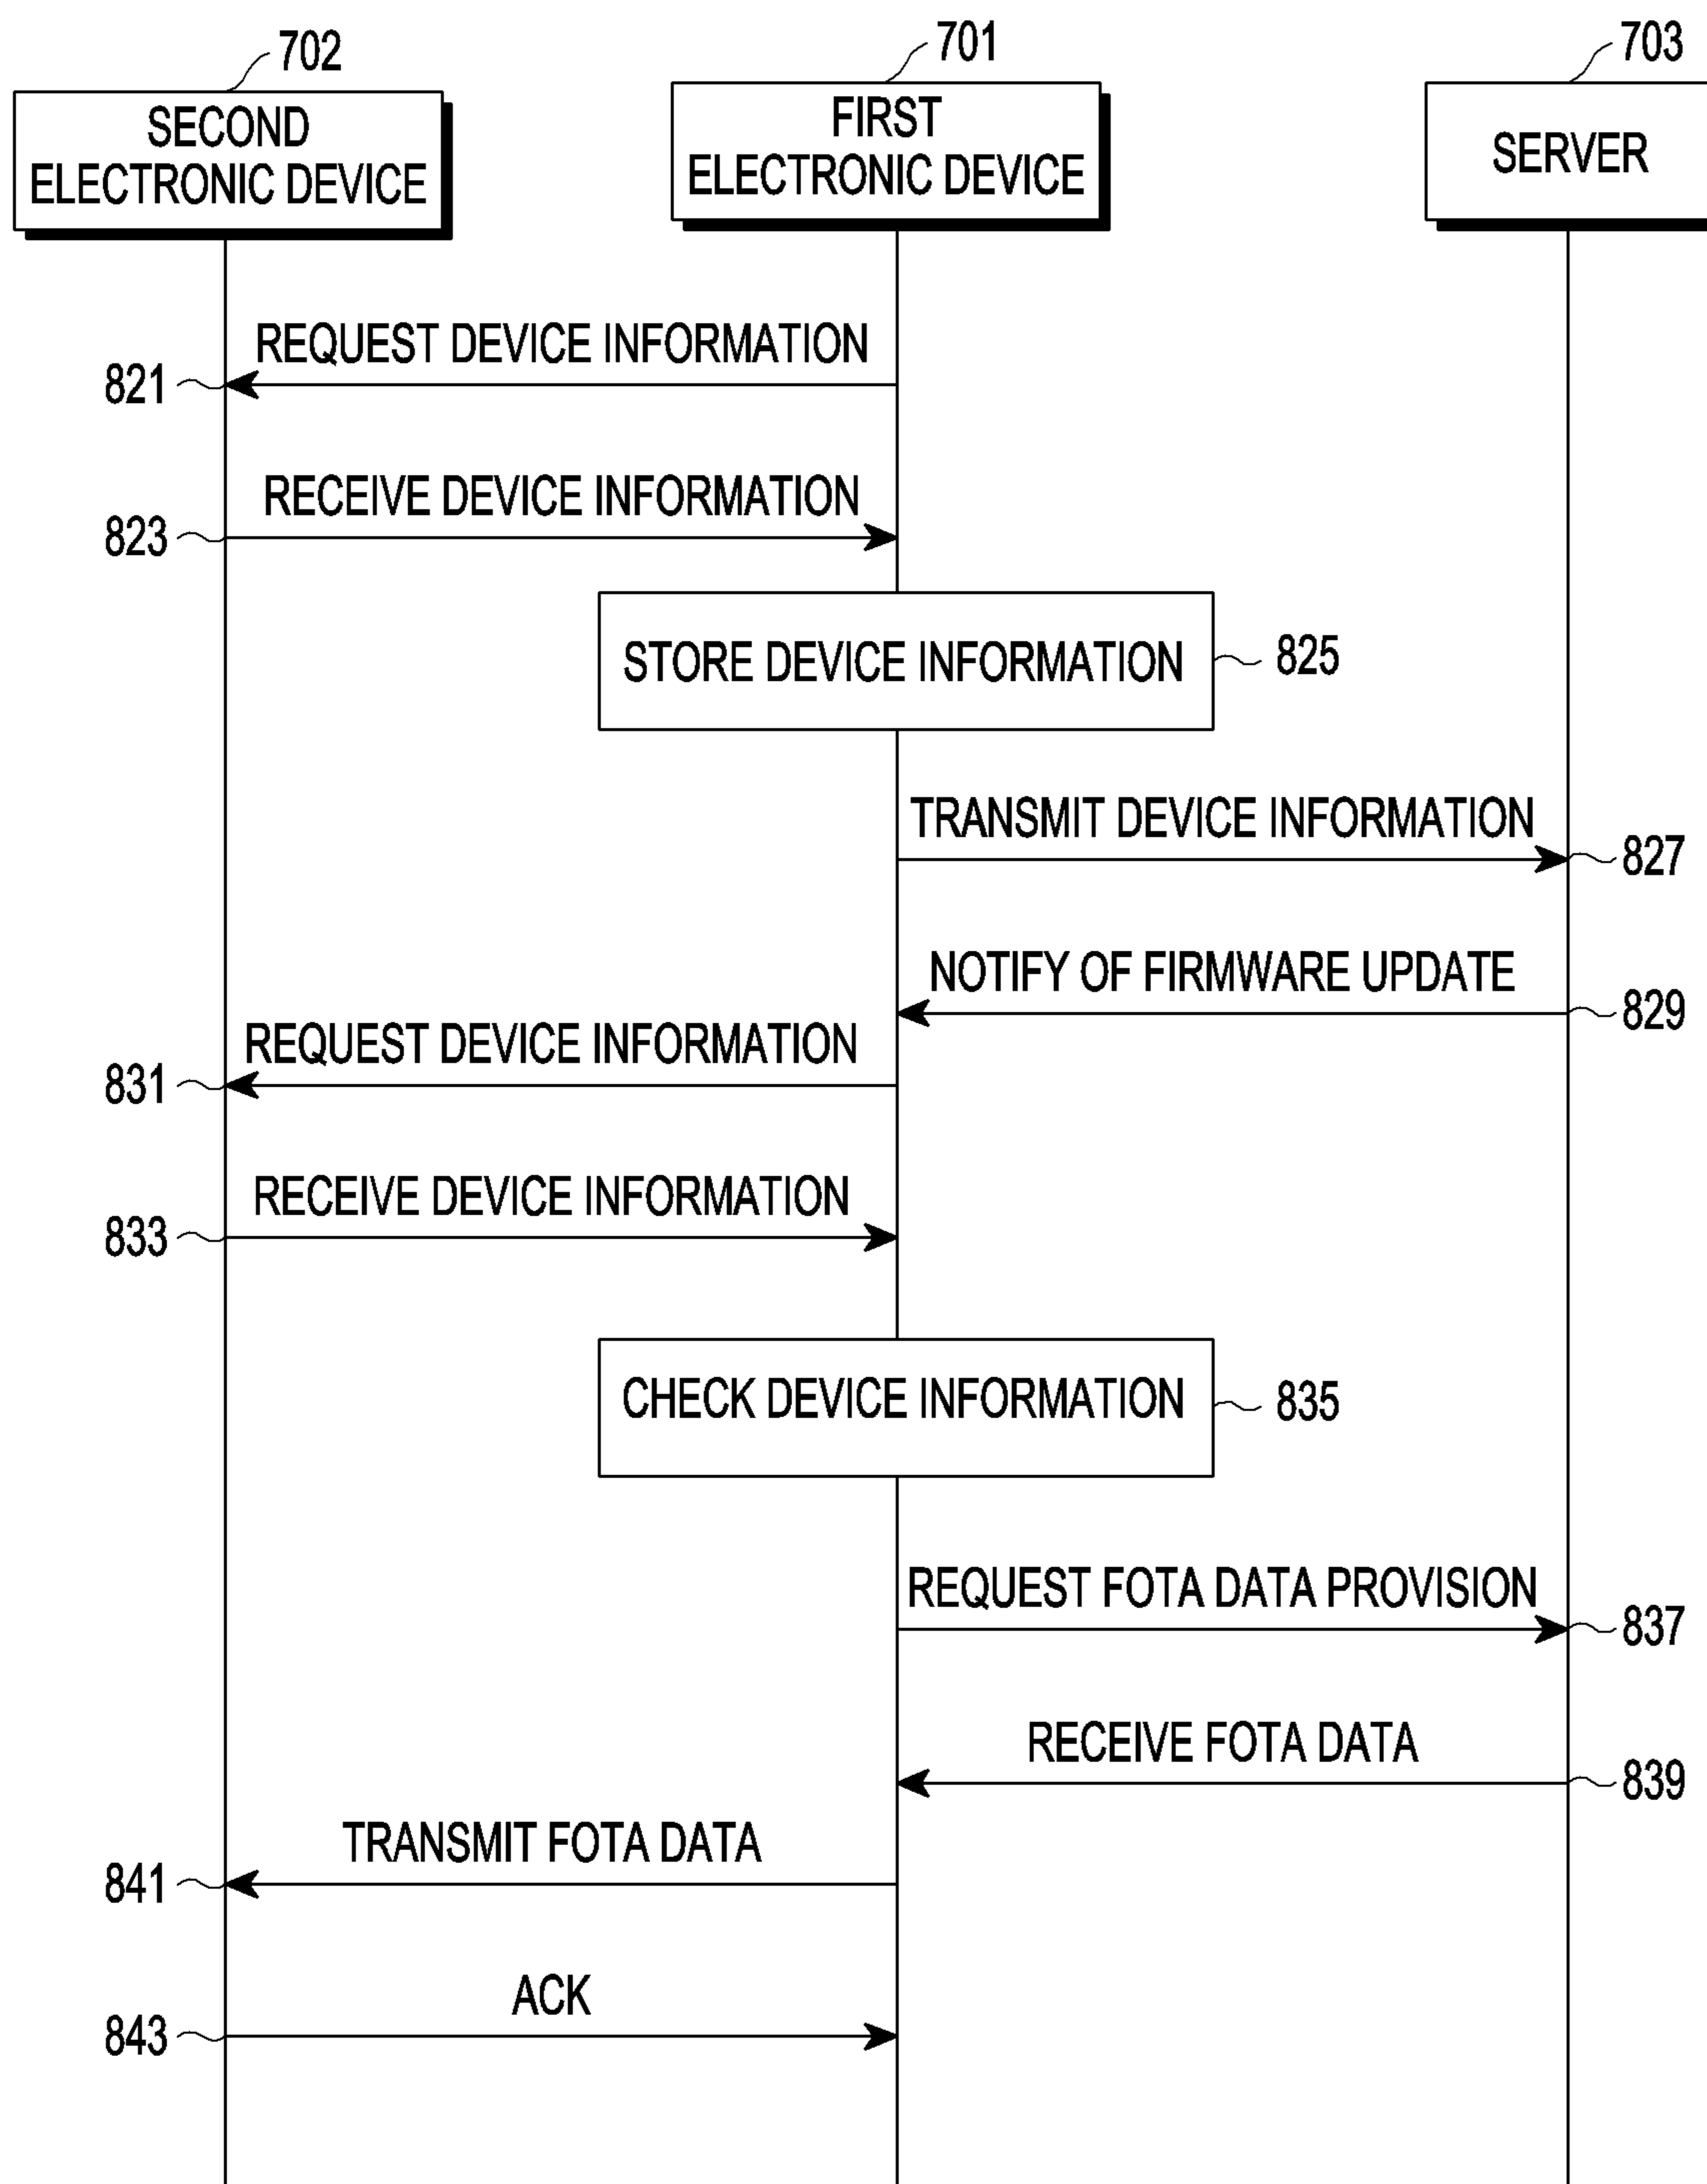 702
701
703
SECOND
ELECTRONIC DEVICE
FIRST
ELECTRONIC DEVICE
SERVER
REQUEST DEVICE INFORMATION
821
RECEIVE DEVICE INFORMATION
823
STORE DEVICE INFORMATION
825
TRANSMIT DEVICE INFORMATION
827
NOTIFY OF FIRMWARE UPDATE
829
REQUEST DEVICE INFORMATION
831
RECEIVE DEVICE INFORMATION
833
CHECK DEVICE INFORMATION
835
REQUEST FOTA DATA PROVISION
837
RECEIVE FOTA DATA
839
TRANSMIT FOTA DATA
841
ACK
843